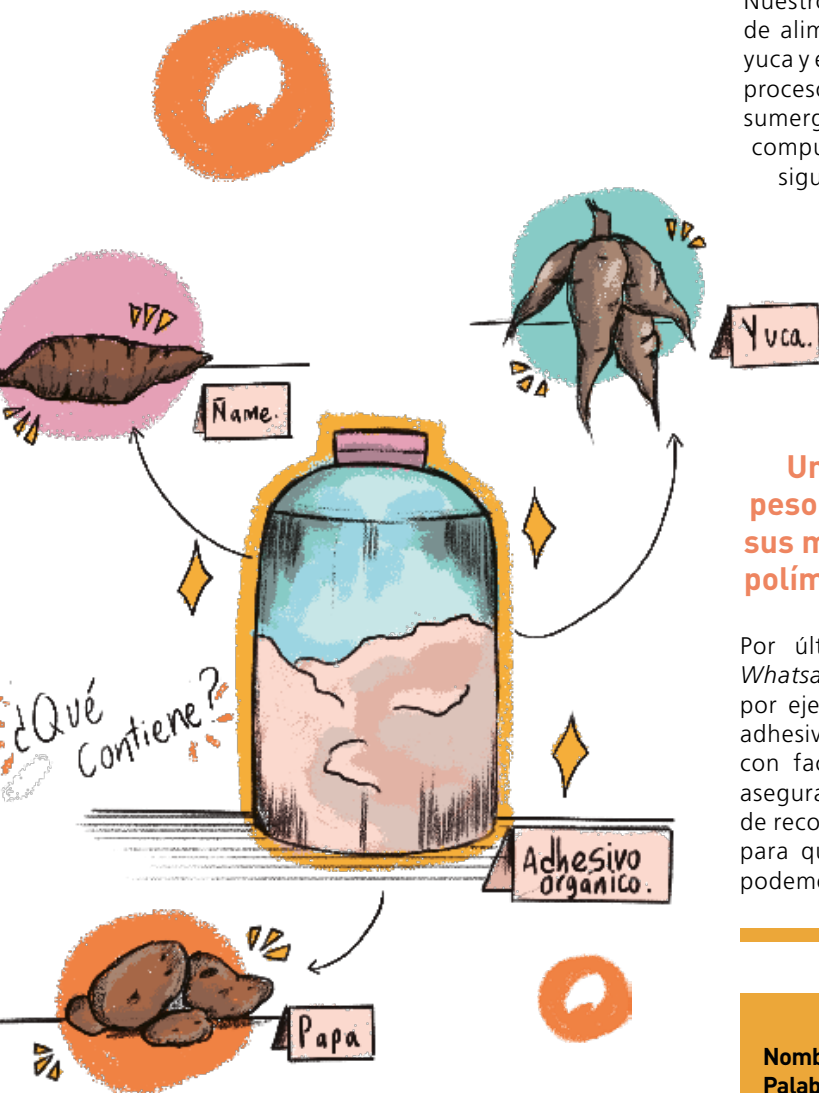 Nuestro
de alim
yuca y e
proceso
sumerg
compu
sigu
Yuca.
Ñame.
Un
peso
sus m
polím
¿Qué
Contiene?
Por últ
Whatsa
por eje
adhesiv
con fac
asegura
de reco
para qu
podemo
Adhesivo
orgánico.
Papa
Nomb
Palab